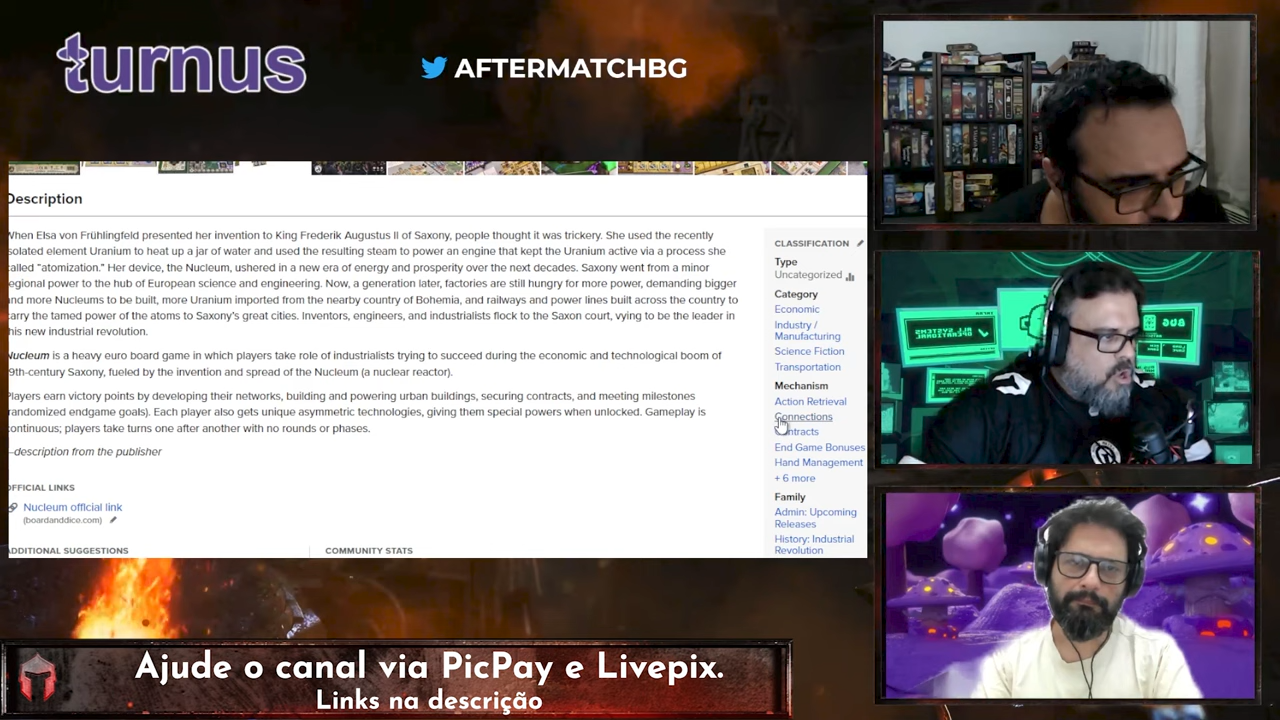 turnus
AFTERMATCHBG
Description
When Elsa von Frühlingfeld presented her invention to King Frederik Augustus II of Saxony, people thought it was trickery. She used the recently
isolated element Uranium to heat up a jar of water and used the resulting steam to power an engine that kept the Uranium active via a process she
called "atomization." Her device, the Nucleum, ushered in a new era of energy and prosperity over the next decades. Saxony went from a minor
regional power to the hub of European science and engineering. Now, a generation later, factories are still hungry for more power, demanding bigger
and more Nucleums to be built, more Uranium imported from the nearby country of Bohemia, and railways and power lines built across the country to
carry the tamed power of the atoms to Saxony's great cities. Inventors, engineers, and industrialists flock to the Saxon court, vying to be the leader in
this new industrial revolution.
Nucleum is a heavy euro board game in which players take role of industrialists trying to succeed during the economic and technological boom of
19th-century Saxony, fueled by the invention and spread of the Nucleum (a nuclear reactor).
Players earn victory points by developing their networks, building and powering urban buildings, securing contracts, and meeting milestones
(randomized endgame goals). Each player also gets unique asymmetric technologies, giving them special powers when unlocked. Gameplay is
continuous; players take turns one after another with no rounds or phases.
—description from the publisher
OFFICIAL LINKS
Nucleum official link
(boardanddice.com)
ADDITIONAL SUGGESTIONS
COMMUNITY STATS
CLASSIFICATION
Type
Uncategorized
Category
Economic
Industry /
Manufacturing
Science Fiction
Transportation
Mechanism
Action Retrieval
Connections
Contracts
End Game Bonuses
Hand Management
+ 6 more
Family
Admin: Upcoming
Releases
History: Industrial
Revolution
ALL SYSTEMS
OPERATIONAL
Ajude o canal via PicPay e Livepix.
Links na descrição